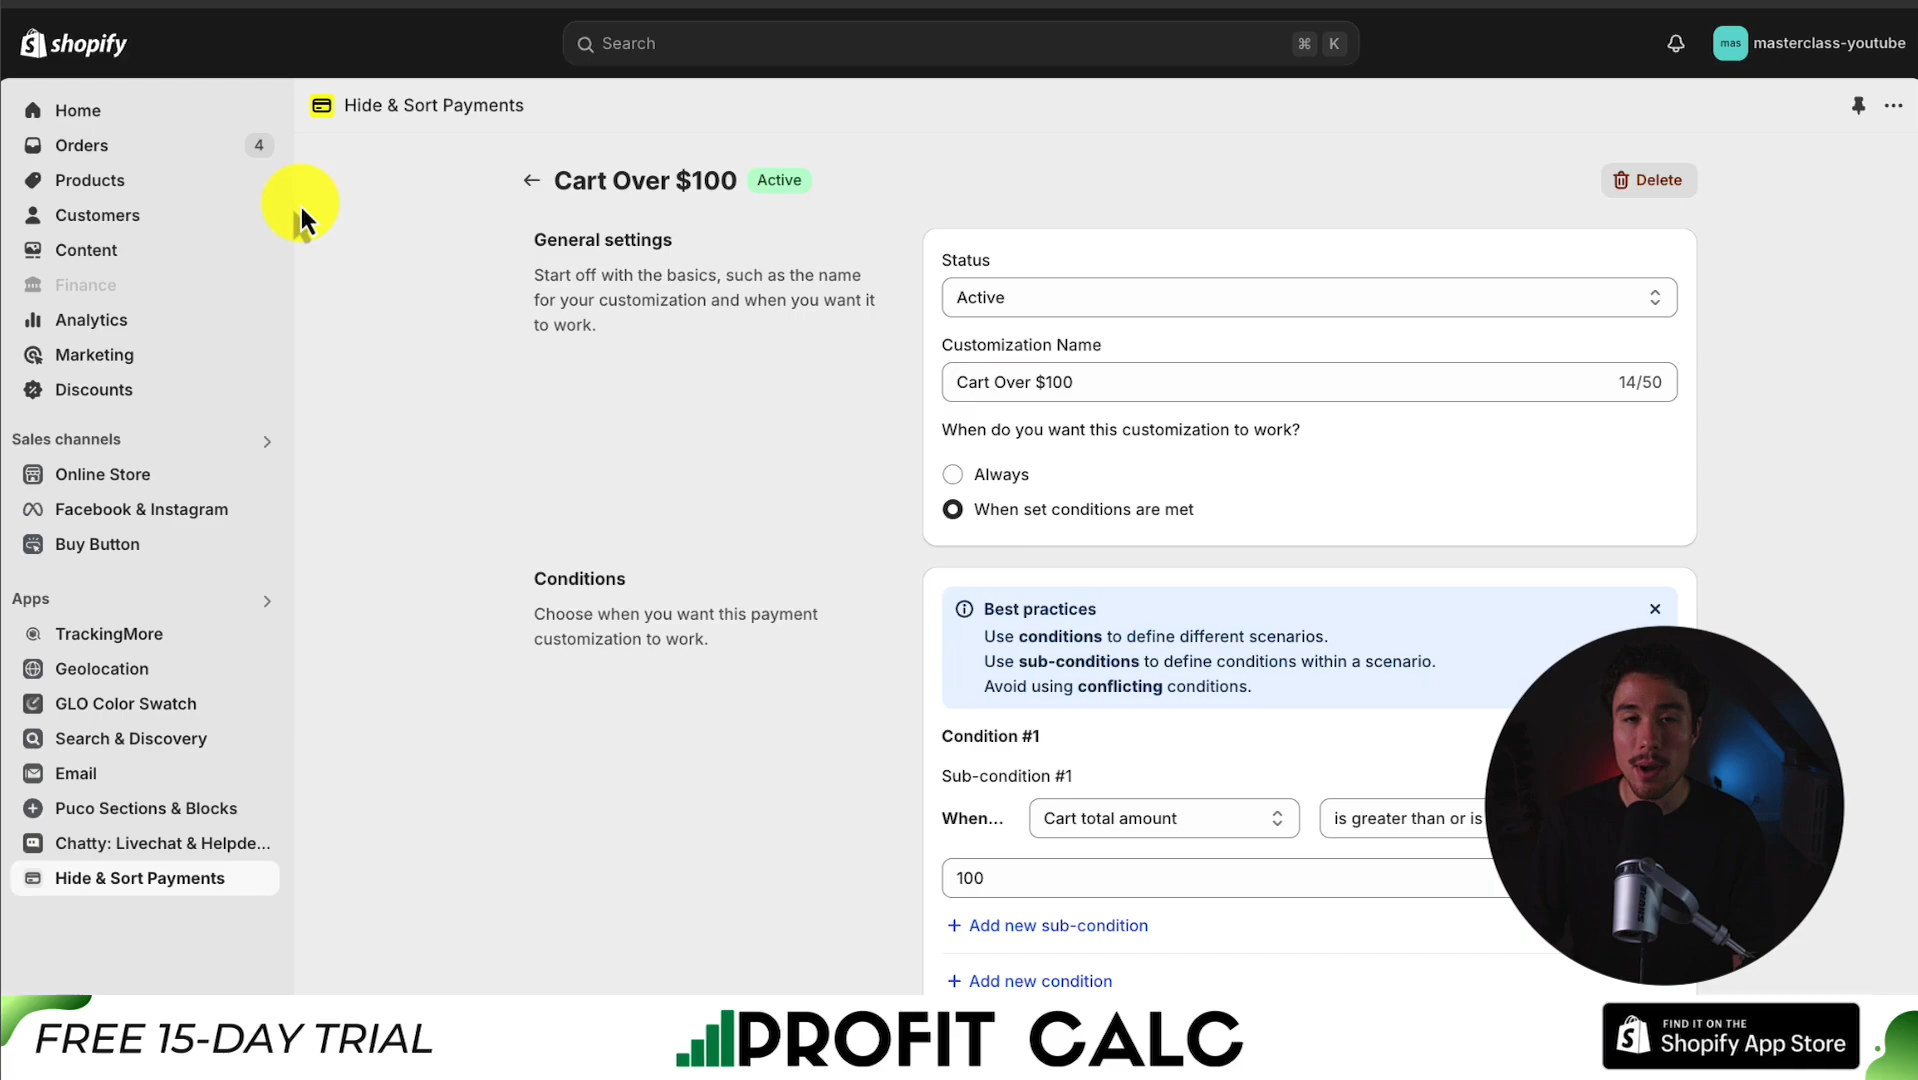 shopify
Search
⌘ K
mas
masterclass-youtube
Home
Orders
4
Products
Customers
Content
Finance
Analytics
Marketing
Discounts
Sales channels
Online Store
Facebook & Instagram
Buy Button
Apps
TrackingMore
Geolocation
GLO Color Swatch
Search & Discovery
Email
Puco Sections & Blocks
Chatty: Livechat & Helpde...
Hide & Sort Payments
Hide & Sort Payments
Cart Over $100
Active
Delete
General settings
Start off with the basics, such as the name
for your customization and when you want it
to work.
Status
Active
Customization Name
Cart Over $100
14/50
When do you want this customization to work?
Always
When set conditions are met
Conditions
Choose when you want this payment
customization to work.
Best practices
Use conditions to define different scenarios.
Use sub-conditions to define conditions within a scenario.
Avoid using conflicting conditions.
Condition #1
Sub-condition #1
When...
Cart total amount
is greater than or is
100
+ Add new sub-condition
+ Add new condition
FREE 15-DAY TRIAL
PROFIT CALC
FIND IT ON THE
Shopify App Store